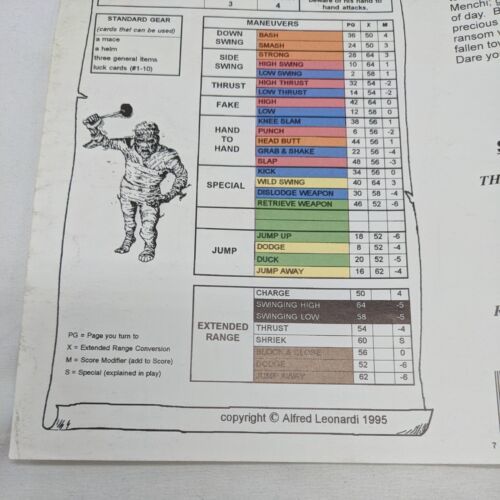 beware of his hand to
hand attacks.
3 4
STANDARD GEAR
(cards that can be used)
a mace
a helm
three general items
luck cards (#1-10)
MANEUVERS PG X M
DOWN SWING BASH 36 50 4
SMASH 24 50 3
SIDE SWING STRONG 28 64 3
HIGH SWING 10 64 1
LOW SWING 2 58 1
THRUST HIGH THRUST 32 54 -2
LOW THRUST 14 54 -2
FAKE HIGH 42 64 0
LOW 12 58 0
HAND TO HAND KNEE SLAM 38 56 1
PUNCH 6 56 -2
HEAD BUTT 44 56 1
GRAB & SHAKE 22 56 -4
SLAP 48 56 -3
SPECIAL KICK 34 56 0
WILD SWING 40 64 3
DISLODGE WEAPON 30 58 -4
RETRIEVE WEAPON 46 52 -6
JUMP JUMP UP 18 52 -6
DODGE 8 52 -4
DUCK 20 52 -5
JUMP AWAY 16 62 -4
EXTENDED RANGE CHARGE 50 4
SWINGING HIGH 64 -5
SWINGING LOW 58 -5
THRUST 54 -4
SHRIEK 60 S
BLOCK & CLOSE 56 0
DODGE 52 -6
JUMP AWAY 62 -6
PG = Page you turn to
X = Extended Range Conversion
M = Score Modifier (add to Score)
S = Special (explained in play)
copyright © Alfred Leonardi 1995
Menchi;
of day.
precious
ransom
fallen tow
Dare you
S
TH